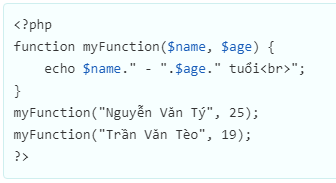 <?php
function myFunction($name, $age) {
    echo $name." - ".$age." tuổi<br>";
}
myFunction("Nguyễn Văn Tý", 25);
myFunction("Trần Văn Tèo", 19);
?>